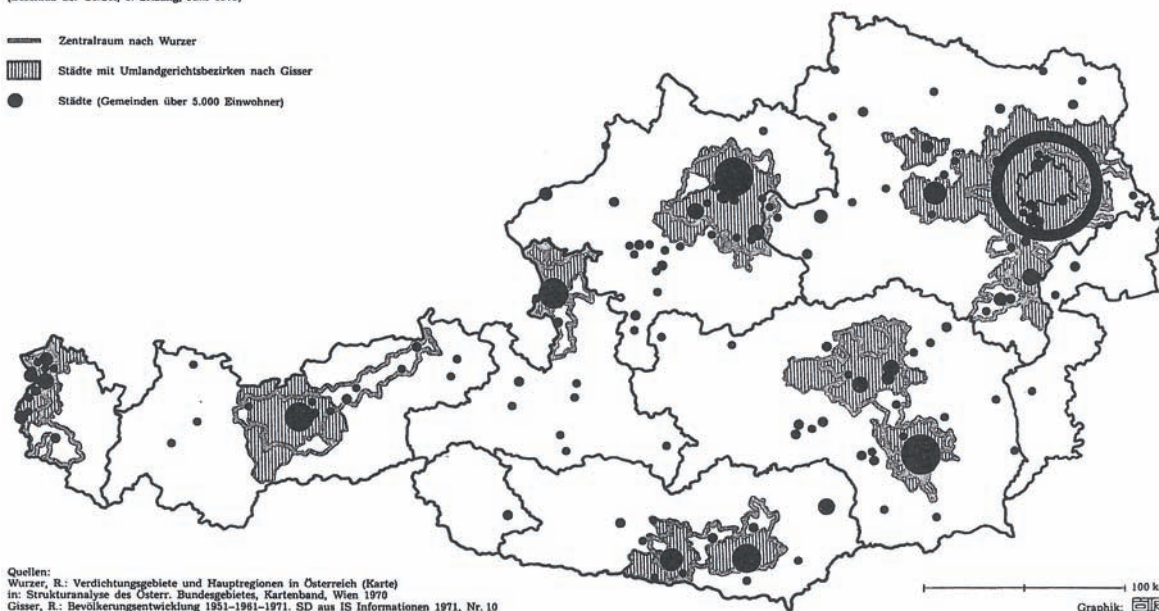 Zentralraum nach Wurzer
Städte mit Umlandgerichtsbezirken nach Gisser
Städte (Gemeinden über 5.000 Einwohner)
Quellen:
Wurzer, R.: Verdichtungsgebiete und Hauptregionen in Österreich (Karte)
in: Strukturanalyse des Österr. Bundesgebietes, Kartenband, Wien 1970
Gisser, R.: Bevölkerungsentwicklung 1951–1961–1971. SD aus IS Informationen 1971, Nr. 10
100 k
Graphik: